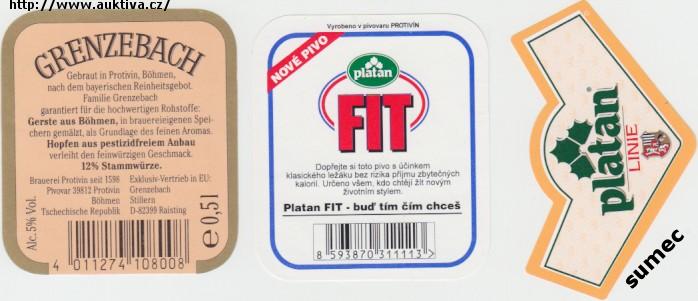 http://www.auktiva.cz/
GRENZEBACH
Gebraut in Protivin, Böhmen,
nach dem bayerischen Reinheitsgebot.
Familie Grenzebach
garantiert für die hochwertigen Rohstoffe:
Gerste aus Böhmen, in brauereieigenen Spei-
chern gemälzt, als Grundlage des feinen Aromas.
Hopfen aus pestizidfreiem Anbau
verleiht den feinwürzigen Geschmack.
12% Stammwürze.
Brauerei Protivin seit 1598 Exklusiv-Vertrieb in EU:
Pivovar 39812 Protivin Grenzebach
Böhmen Stillern
Tschechische Republik D-82399 Raisting
Alc. 5% Vol.
e 0,5l
4 011274 108008
Vyrobeno v pivovaru PROTIVÍN
NOVÉ PIVO
platan
FIT
Dopřejte si toto pivo s účinkem
klasického ležáku bez rizika příjmu zbytečných
kalorií. Určeno všem, kdo chtějí žít novým
životním stylem.
Platan FIT - buď tím čím chceš
8 593870 311113 >
platan
LINIE
sumec